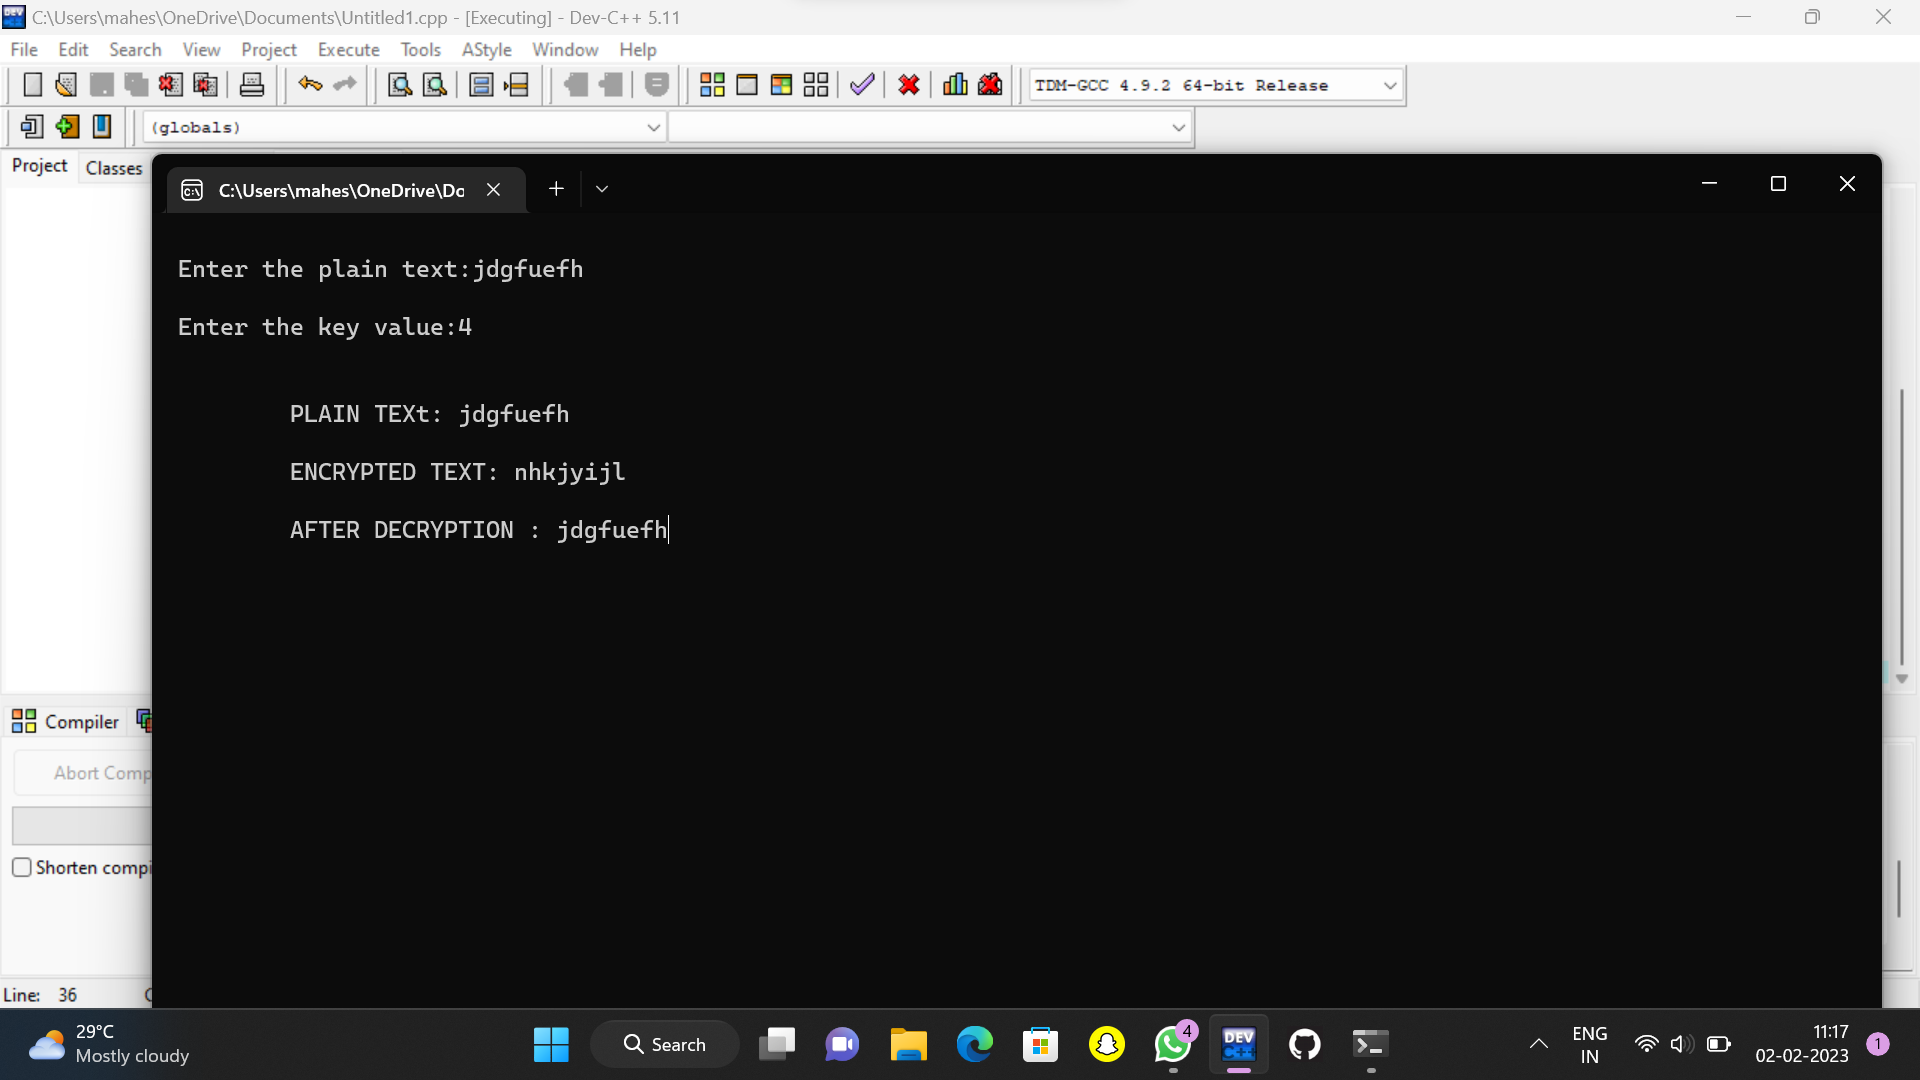 C:\Users\mahes\OneDrive\Documents\Untitled1.cpp - [Executing] - Dev-C++ 5.11
File Edit Search View Project Execute Tools AStyle Window Help
TDM-GCC 4.9.2 64-bit Release
(globals)
Project Classes
C:\Users\mahes\OneDrive\Do
Enter the plain text:jdgfuefh
Enter the key value:4
PLAIN TEXt: jdgfuefh
ENCRYPTED TEXT: nhkjyijl
AFTER DECRYPTION : jdgfuefh
Compiler
Abort Comp
Shorten compi
Line: 36
29°C
Mostly cloudy
Search
4
DEV
C++
ENG
IN
11:17
02-02-2023
1